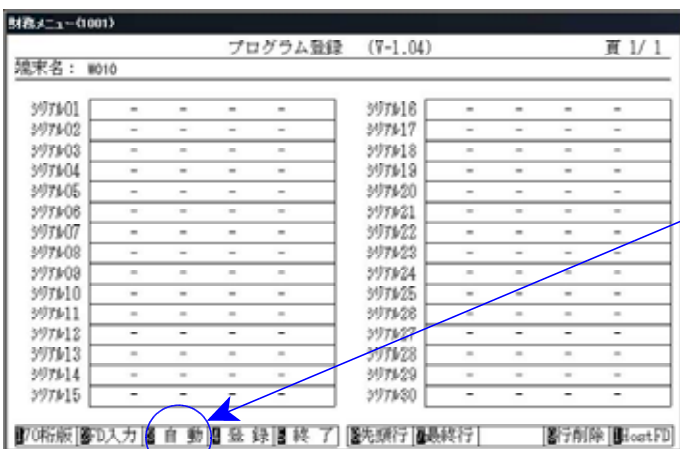 財務メニュー(1001)
プログラム登録 (V-1.04) 頁 1/ 1
端末名： W010
ｼﾘｱﾙ01 - - - - ｼﾘｱﾙ16 - - - -
ｼﾘｱﾙ02 - - - - ｼﾘｱﾙ17 - - - -
ｼﾘｱﾙ03 - - - - ｼﾘｱﾙ18 - - - -
ｼﾘｱﾙ04 - - - - ｼﾘｱﾙ19 - - - -
ｼﾘｱﾙ05 - - - - ｼﾘｱﾙ20 - - - -
ｼﾘｱﾙ06 - - - - ｼﾘｱﾙ21 - - - -
ｼﾘｱﾙ07 - - - - ｼﾘｱﾙ22 - - - -
ｼﾘｱﾙ08 - - - - ｼﾘｱﾙ23 - - - -
ｼﾘｱﾙ09 - - - - ｼﾘｱﾙ24 - - - -
ｼﾘｱﾙ10 - - - - ｼﾘｱﾙ25 - - - -
ｼﾘｱﾙ11 - - - - ｼﾘｱﾙ26 - - - -
ｼﾘｱﾙ12 - - - - ｼﾘｱﾙ27 - - - -
ｼﾘｱﾙ13 - - - - ｼﾘｱﾙ28 - - - -
ｼﾘｱﾙ14 - - - - ｼﾘｱﾙ29 - - - -
ｼﾘｱﾙ15 - - - - ｼﾘｱﾙ30 - - - -
70桁版 FD入力 自 動 登 録 終 了 先頭行 最終行 行削除 HostFD